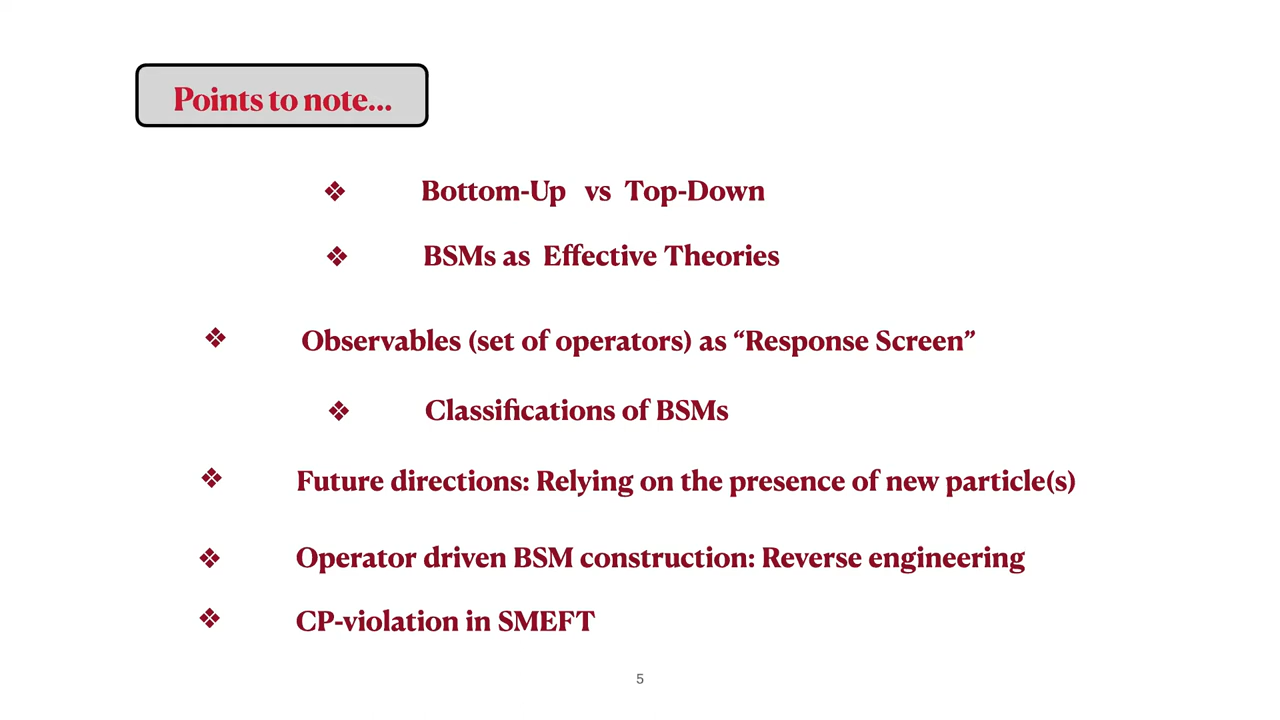 Points to note...
❖ Bottom-Up vs Top-Down
❖ BSMs as Effective Theories
❖ Observables (set of operators) as “Response Screen”
❖ Classifications of BSMs
❖ Future directions: Relying on the presence of new particle(s)
❖ Operator driven BSM construction: Reverse engineering
❖ CP-violation in SMEFT
5